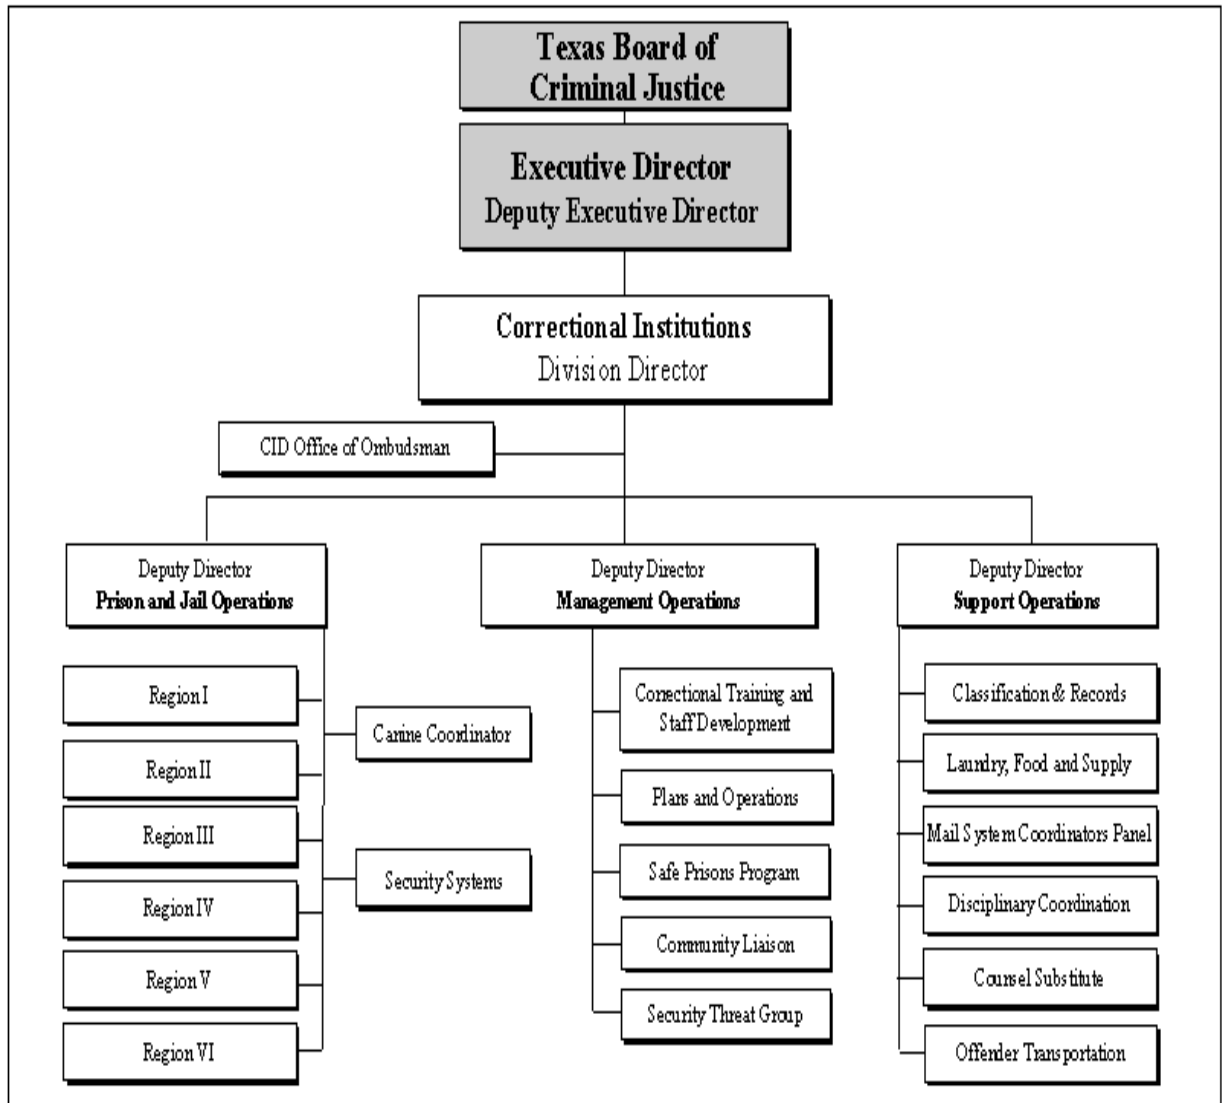 Texas Board of
Criminal Justice
Executive Director
Deputy Executive Director
Correctional Institutions
Division Director
CID Office of Ombudsman
Deputy Director
Prison and Jail Operations
Region I
Region II
Region III
Region IV
Region V
Region VI
Canine Coordinator
Security Systems
Deputy Director
Management Operations
Correctional Training and
Staff Development
Plans and Operations
Safe Prisons Program
Community Liaison
Security Threat Group
Deputy Director
Support Operations
Classification & Records
Laundry, Food and Supply
Mail System Coordinators Panel
Disciplinary Coordination
Counsel Substitute
Offender Transportation